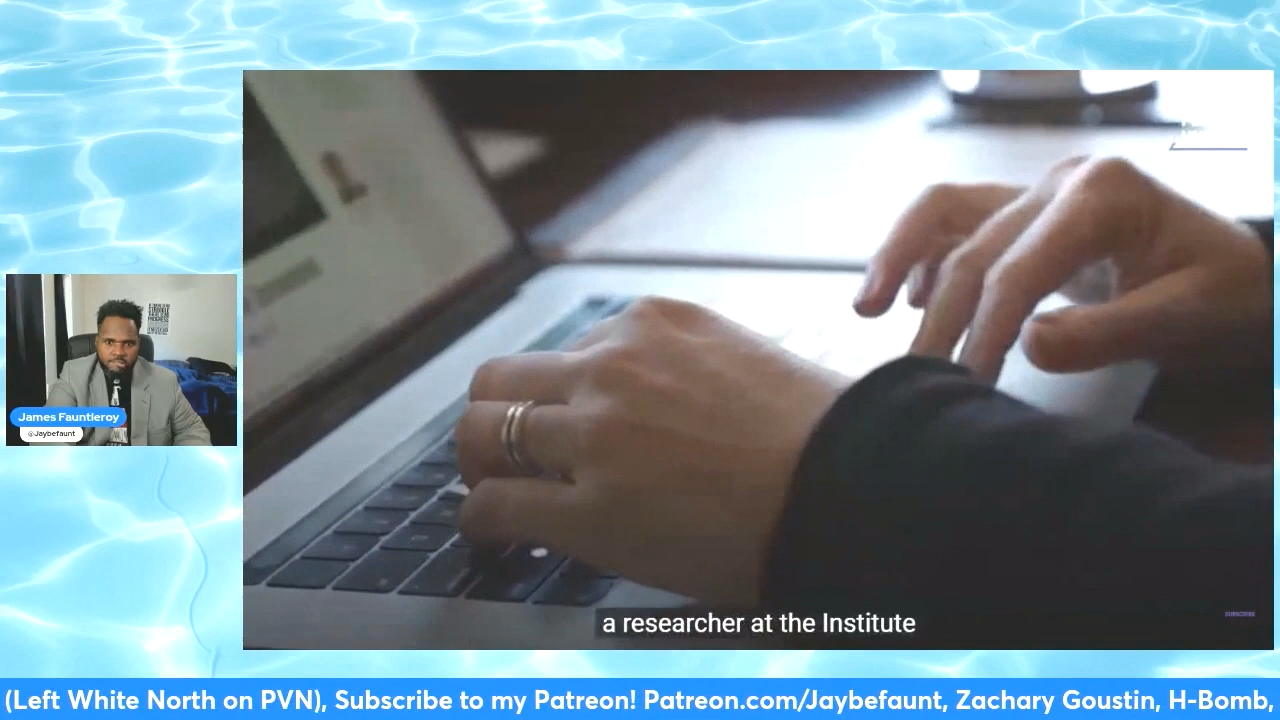 James Fauntleroy
@Jaybefaunt
a researcher at the Institute
SUBSCRIBE
(Left White North on PVN), Subscribe to my Patreon! Patreon.com/Jaybefaunt, Zachary Goustin, H-Bomb,